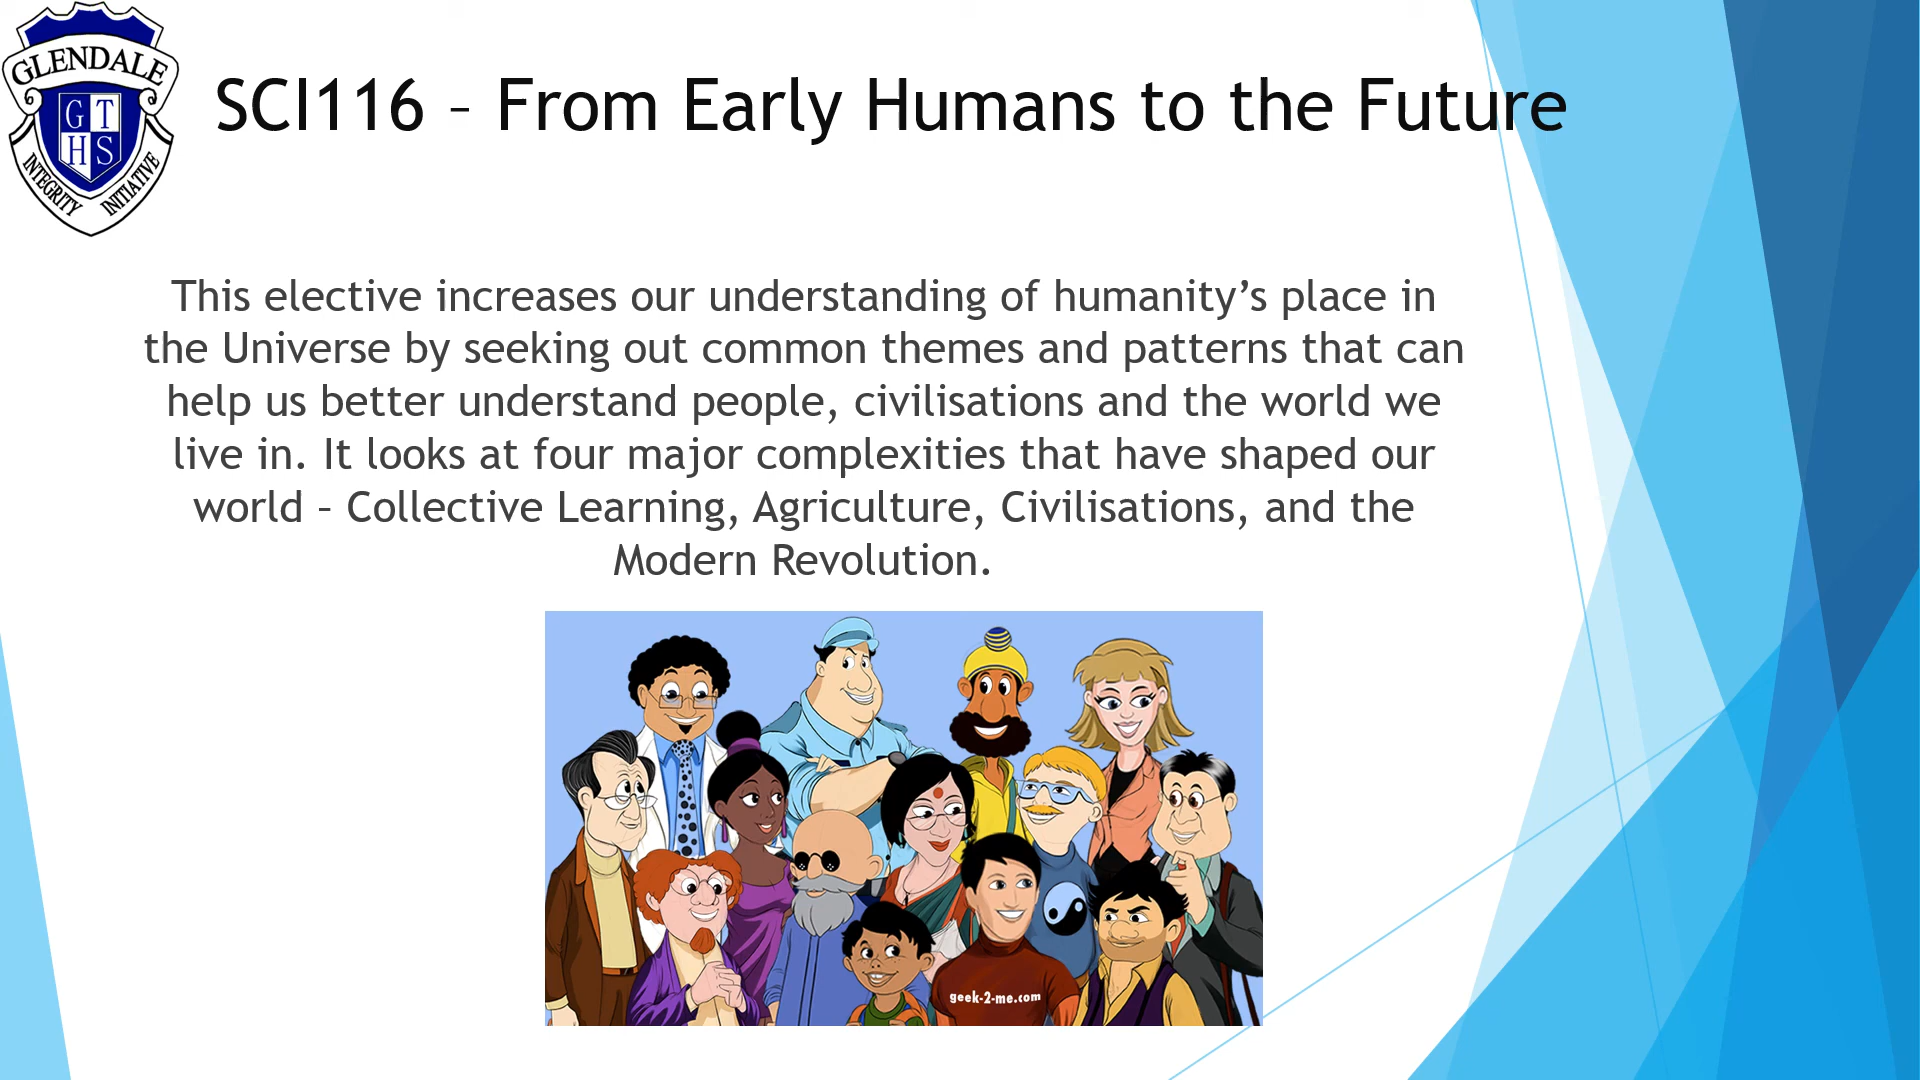 GLENDALE
G T
H S
INTEGRITY INITIATIVE
SCI116 – From Early Humans to the Future
This elective increases our understanding of humanity’s place in
the Universe by seeking out common themes and patterns that can
help us better understand people, civilisations and the world we
live in. It looks at four major complexities that have shaped our
world – Collective Learning, Agriculture, Civilisations, and the
Modern Revolution.
geek-2-me.com